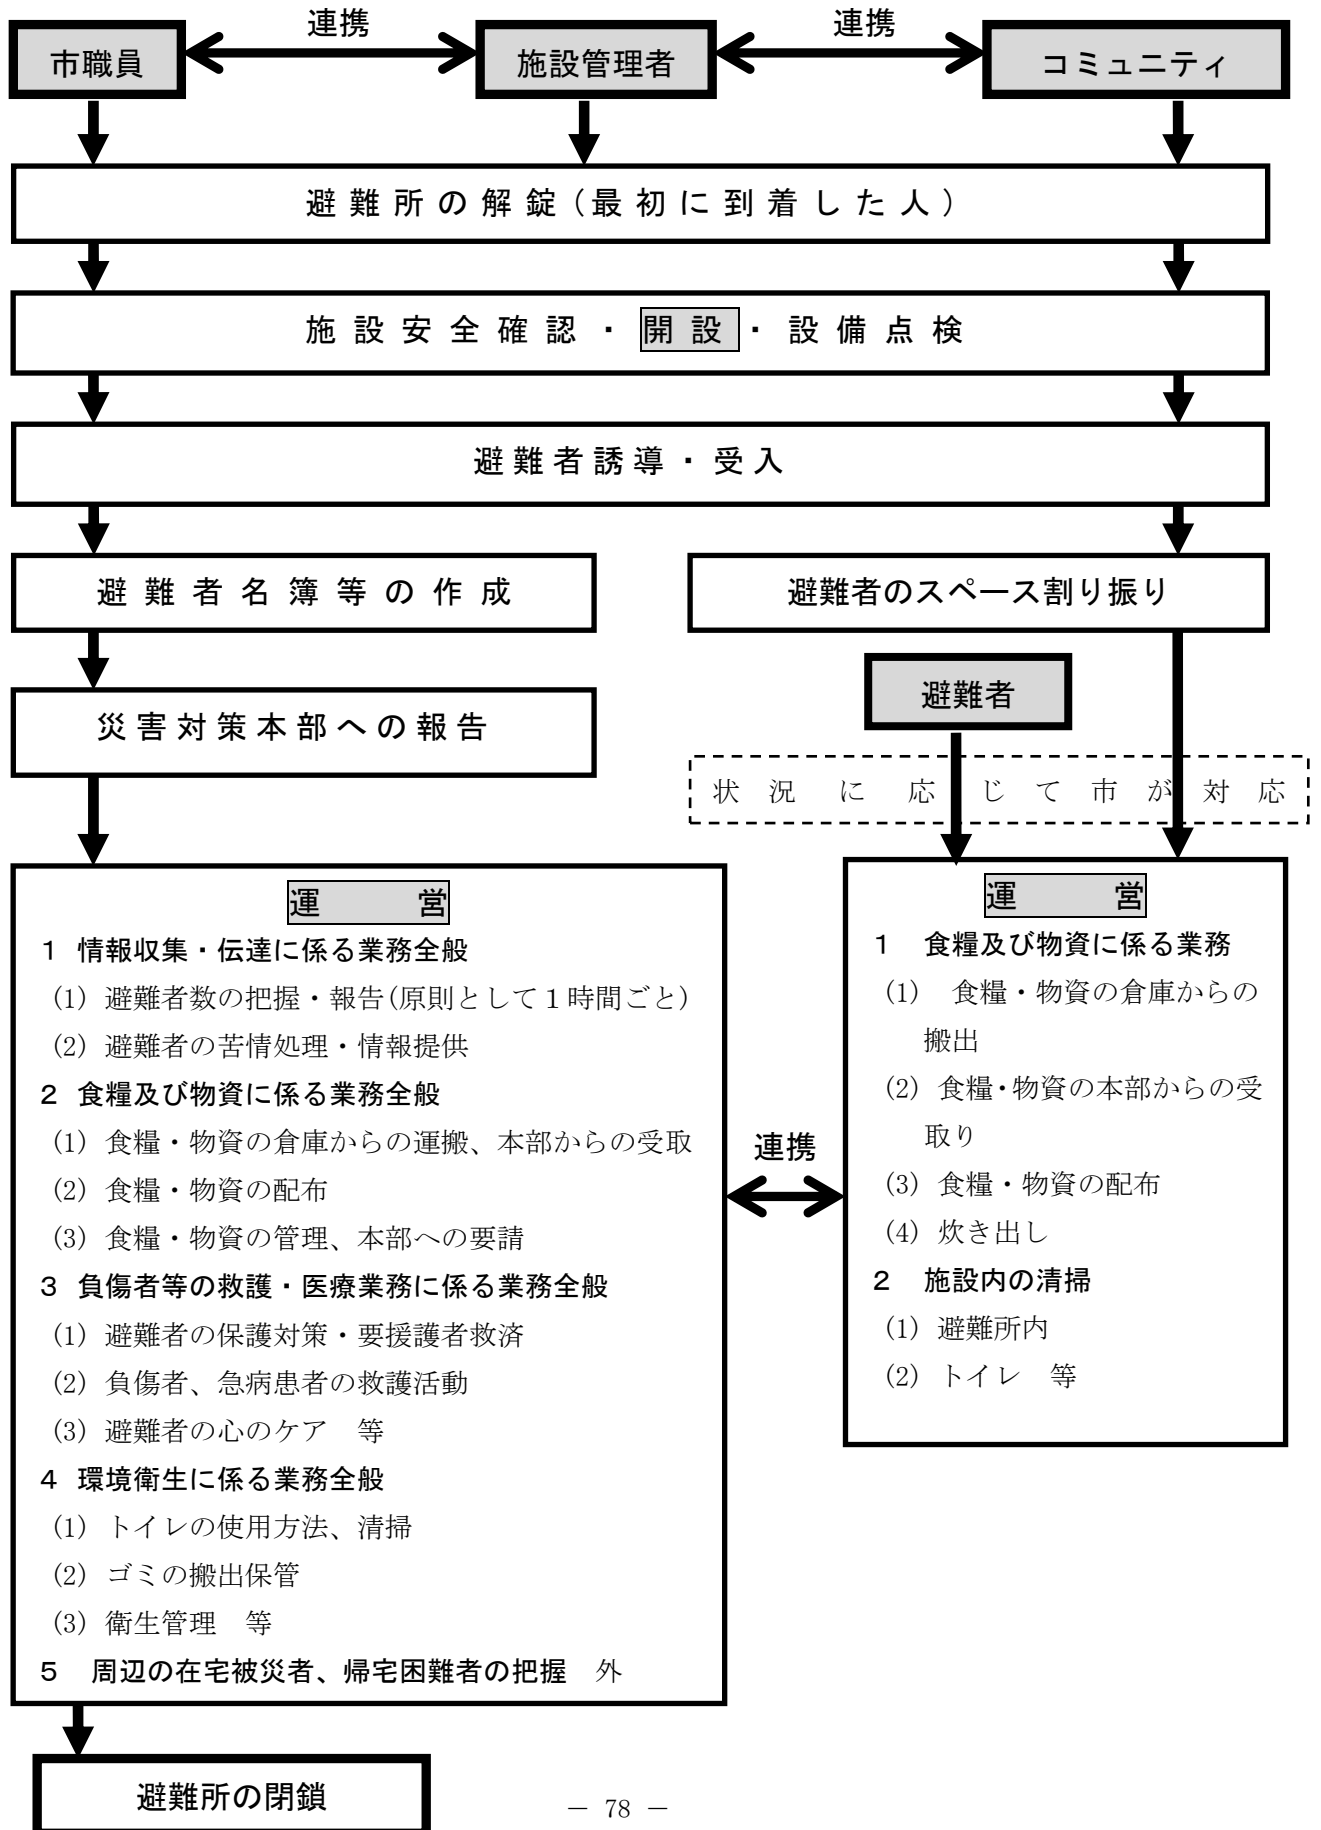 連携
連携
市職員
施設管理者
コミュニティ
避難所の解錠(最初に到着した人)
施設安全確認・開設・設備点検
避難者誘導・受入
避難者名簿等の作成
避難者のスペース割り振り
避難者
災害対策本部への報告
状況に応じて市が対応
運　　　営
1 情報収集・伝達に係る業務全般
(1) 避難者数の把握・報告(原則として１時間ごと)
(2) 避難者の苦情処理・情報提供
2 食糧及び物資に係る業務全般
(1) 食糧・物資の倉庫からの運搬、本部からの受取
(2) 食糧・物資の配布
(3) 食糧・物資の管理、本部への要請
3 負傷者等の救護・医療業務に係る業務全般
(1) 避難者の保護対策・要援護者救済
(2) 負傷者、急病患者の救護活動
(3) 避難者の心のケア　等
4 環境衛生に係る業務全般
(1) トイレの使用方法、清掃
(2) ゴミの搬出保管
(3) 衛生管理　等
5　周辺の在宅被災者、帰宅困難者の把握　外
連携
運　　　営
1　食糧及び物資に係る業務
(1)　食糧・物資の倉庫からの
搬出
(2) 食糧・物資の本部からの受
取り
(3) 食糧・物資の配布
(4) 炊き出し
2　施設内の清掃
(1) 避難所内
(2) トイレ　等
避難所の閉鎖
－ 78 －